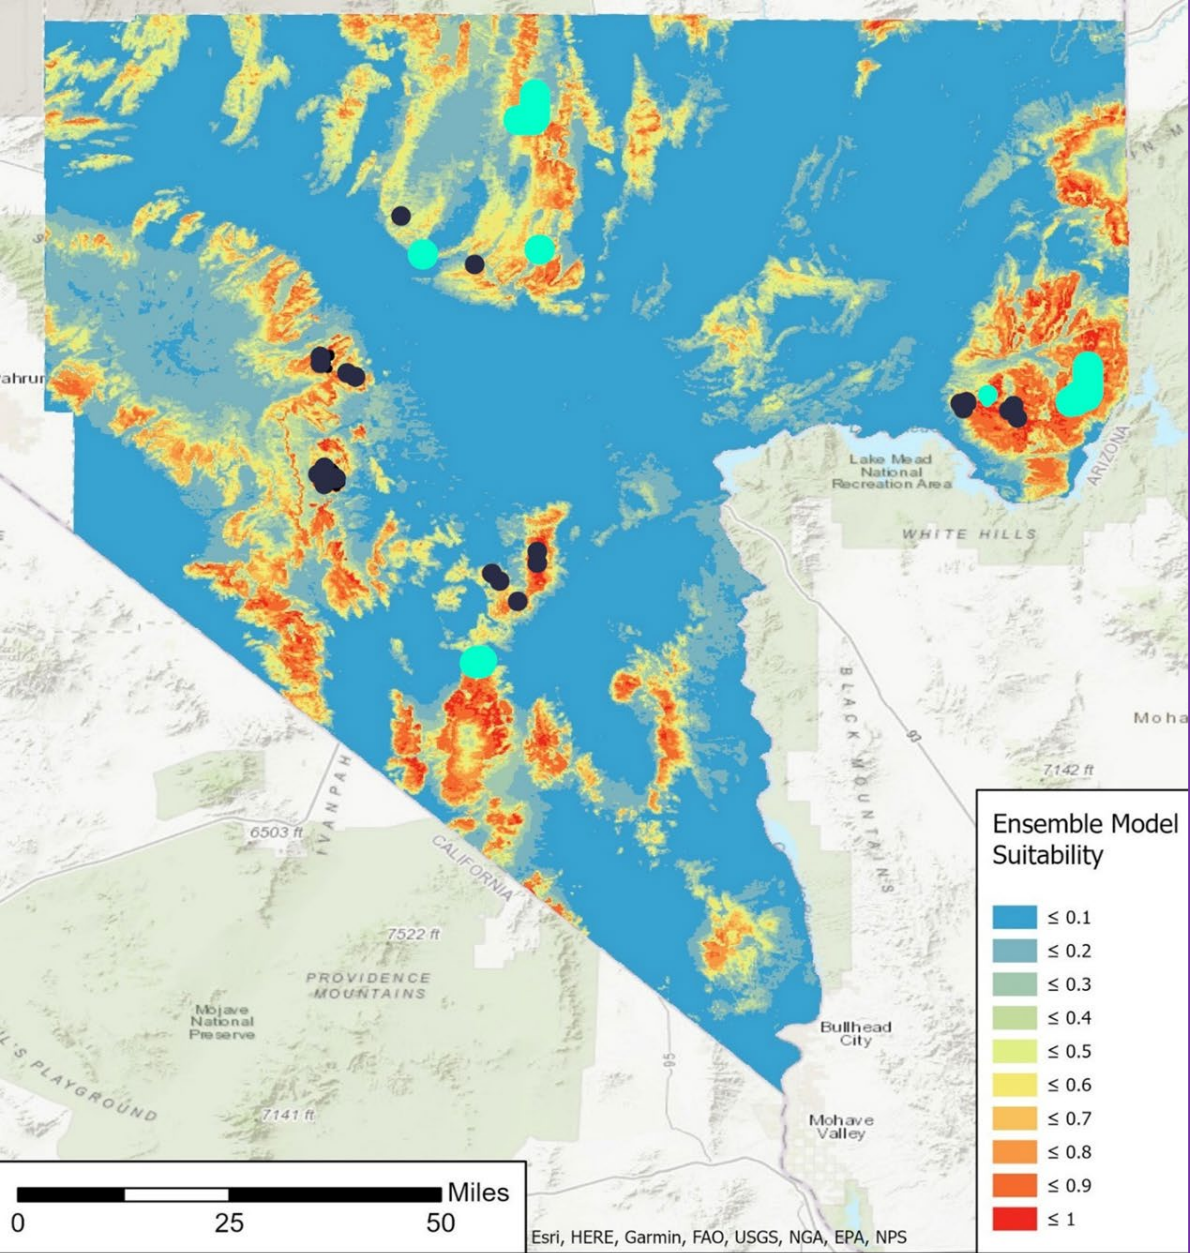 ahrur
Lake Mead
National
Recreation Area
ARIZONA
WHITE HILLS
BLACK MOUNTAINS
93
Moha
7142 ft
IVANPAH
6503 ft
CALIFORNIA
7522 ft
PROVIDENCE
MOUNTAINS
Mojave
National
Preserve
IL'S PLAYGROUND
7141 ft
95
Bullhead
City
Mohave
Valley
Ensemble Model
Suitability
≤ 0.1
≤ 0.2
≤ 0.3
≤ 0.4
≤ 0.5
≤ 0.6
≤ 0.7
≤ 0.8
≤ 0.9
≤ 1
Miles
0 25 50
Esri, HERE, Garmin, FAO, USGS, NGA, EPA, NPS